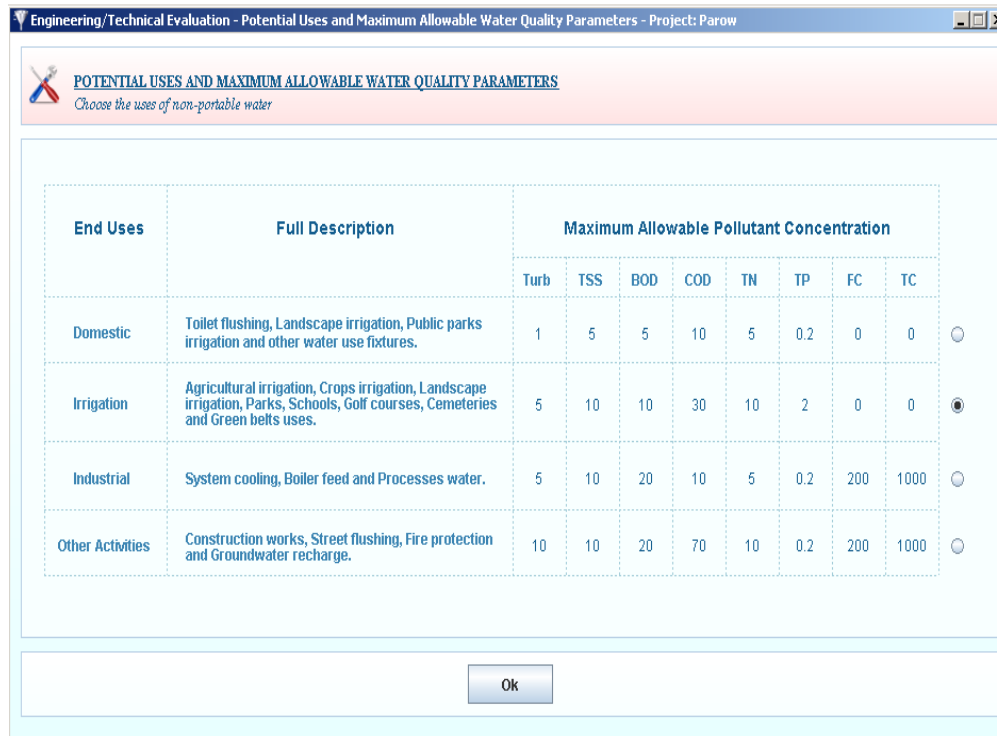 Engineering/Technical Evaluation - Potential Uses and Maximum Allowable Water Quality Parameters - Project: Parow
POTENTIAL USES AND MAXIMUM ALLOWABLE WATER QUALITY PARAMETERS
Choose the uses of non-portable water
End Uses Full Description Maximum Allowable Pollutant Concentration
Turb TSS BOD COD TN TP FC TC
Domestic Toilet flushing, Landscape irrigation, Public parks
irrigation and other water use fixtures. 1 5 5 10 5 0.2 0 0
Irrigation Agricultural irrigation, Crops irrigation, Landscape
irrigation, Parks, Schools, Golf courses, Cemeteries
and Green belts uses. 5 10 10 30 10 2 0 0
Industrial System cooling, Boiler feed and Processes water. 5 10 20 10 5 0.2 200 1000
Other Activities Construction works, Street flushing, Fire protection
and Groundwater recharge. 10 10 20 70 10 0.2 200 1000
Ok